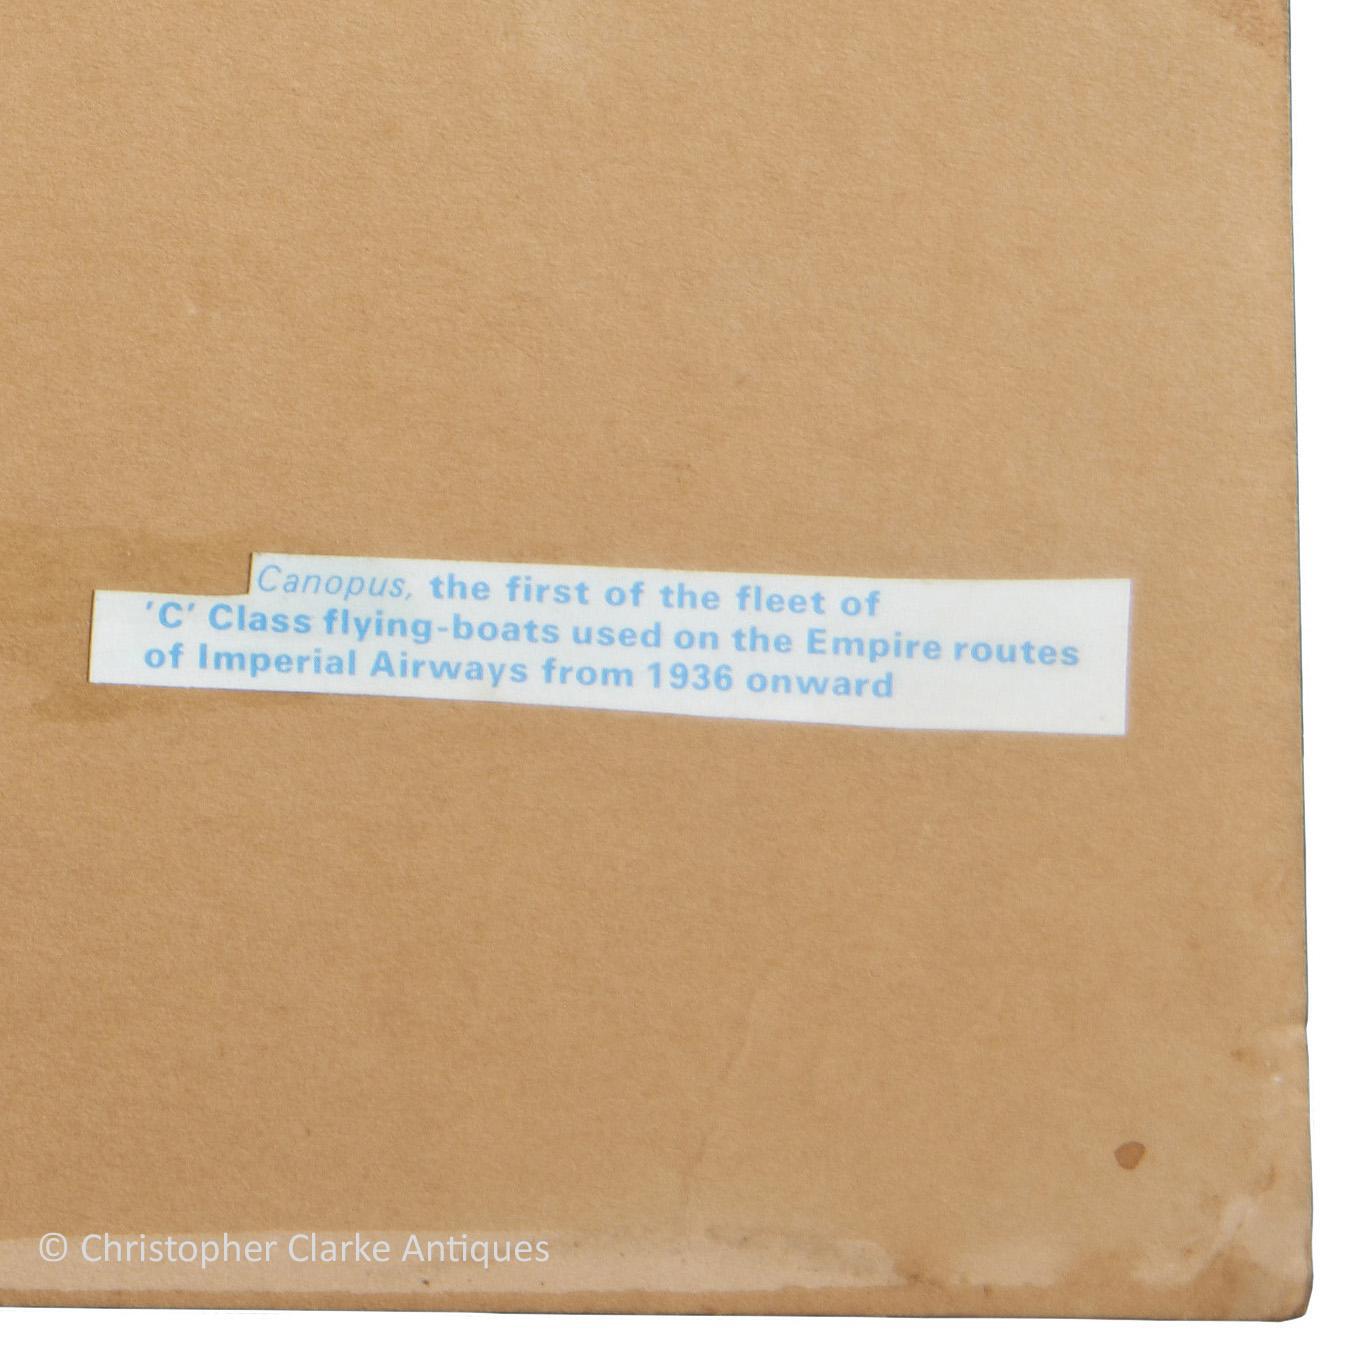 Canopus, the first of the fleet of
'C' Class flying-boats used on the Empire routes
of Imperial Airways from 1936 onward
© Christopher Clarke Antiques